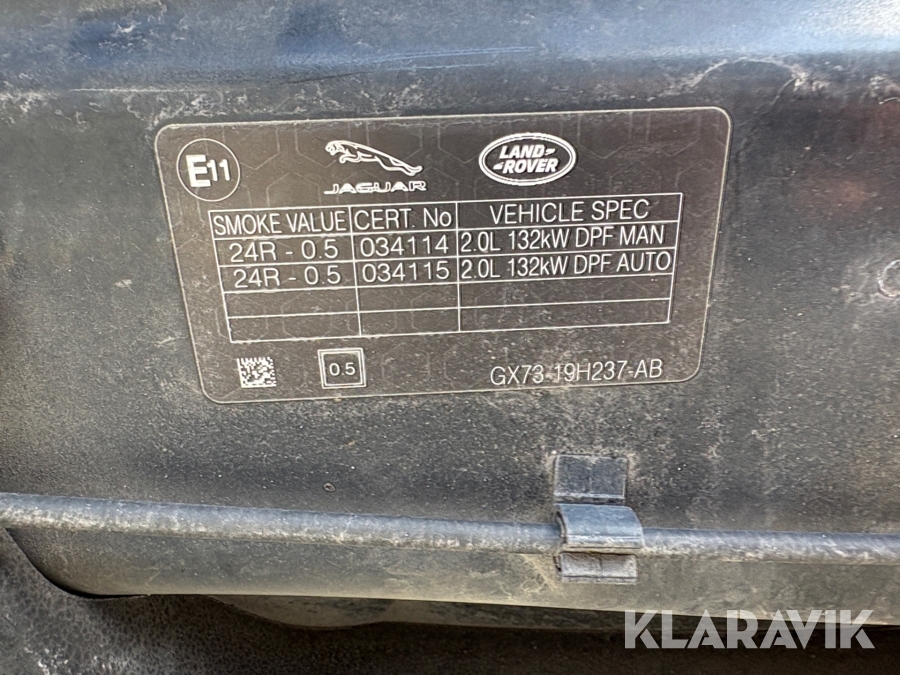 E11
JAGUAR
LAND-
-ROVER
SMOKE VALUE CERT. No VEHICLE SPEC
24R - 0.5 034114 2.0L 132kW DPF MAN
24R - 0.5 034115 2.0L 132kW DPF AUTO
0.5
GX73-19H237-AB
KLARAVIK